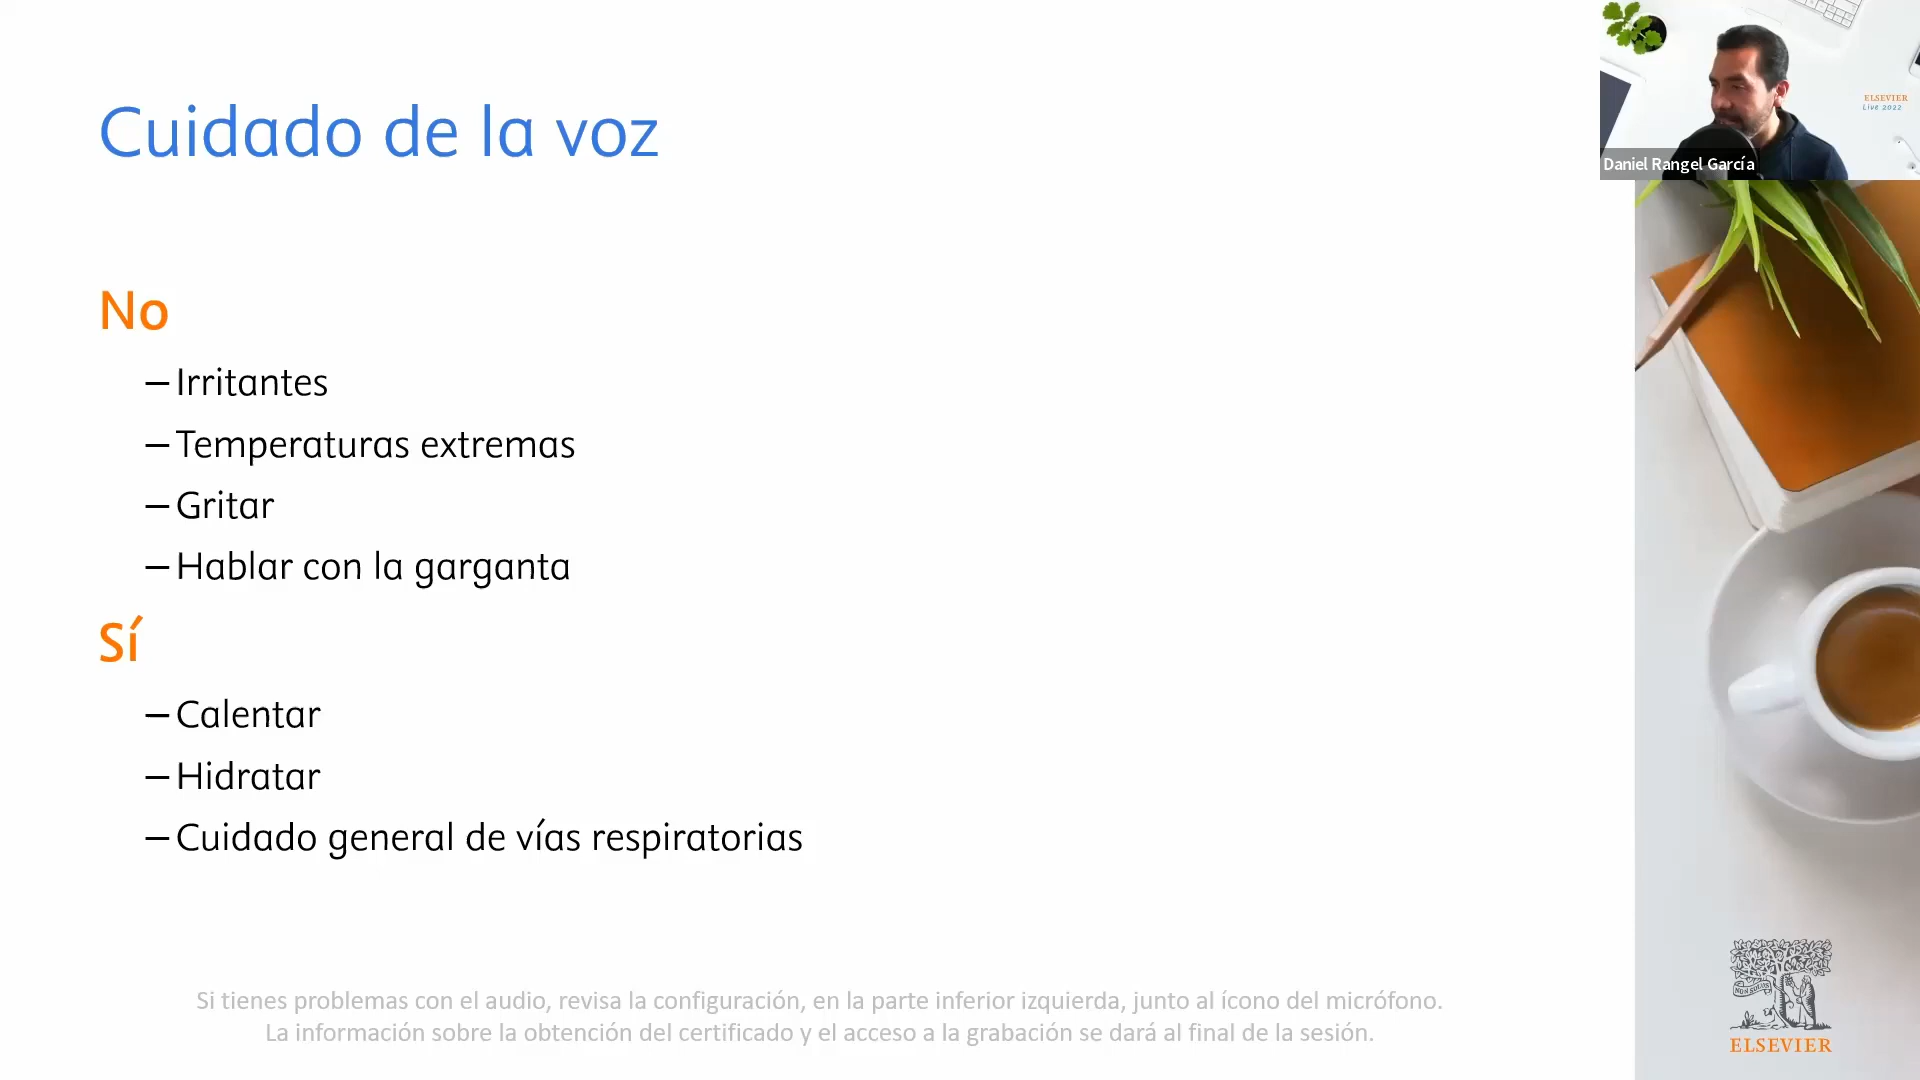 Cuidado de la voz
No
– Irritantes
– Temperaturas extremas
– Gritar
– Hablar con la garganta
Sí
– Calentar
– Hidratar
– Cuidado general de vías respiratorias
Si tienes problemas con el audio, revisa la configuración, en la parte inferior izquierda, junto al ícono del micrófono.
La información sobre la obtención del certificado y el acceso a la grabación se dará al final de la sesión.
ELSEVIER
Live 2022
Daniel Rangel García
NON SOLUS
ELSEVIER